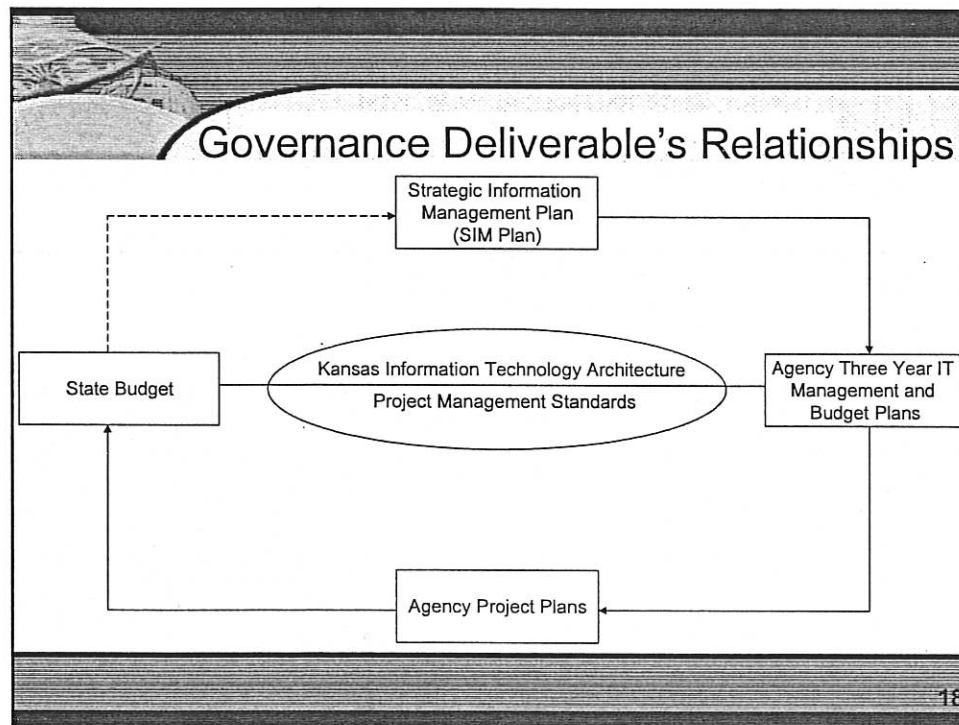 Governance Deliverable's Relationships
Strategic Information
Management Plan
(SIM Plan)
State Budget
Kansas Information Technology Architecture
Project Management Standards
Agency Three Year IT
Management and
Budget Plans
Agency Project Plans
18